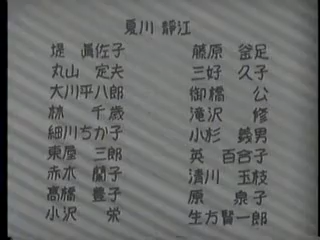 夏川 靜江
堤 眞佐子
丸山 定夫
大川平八郎
林 千歳
細川ちか子
東屋 三郎
赤木 蘭子
高橋 豊子
小沢 栄
藤原 釜足
三好 久子
御橋 公
滝沢 修
小杉 義男
英 百合子
清川 玉枝
原 泉子
生方賢一郎